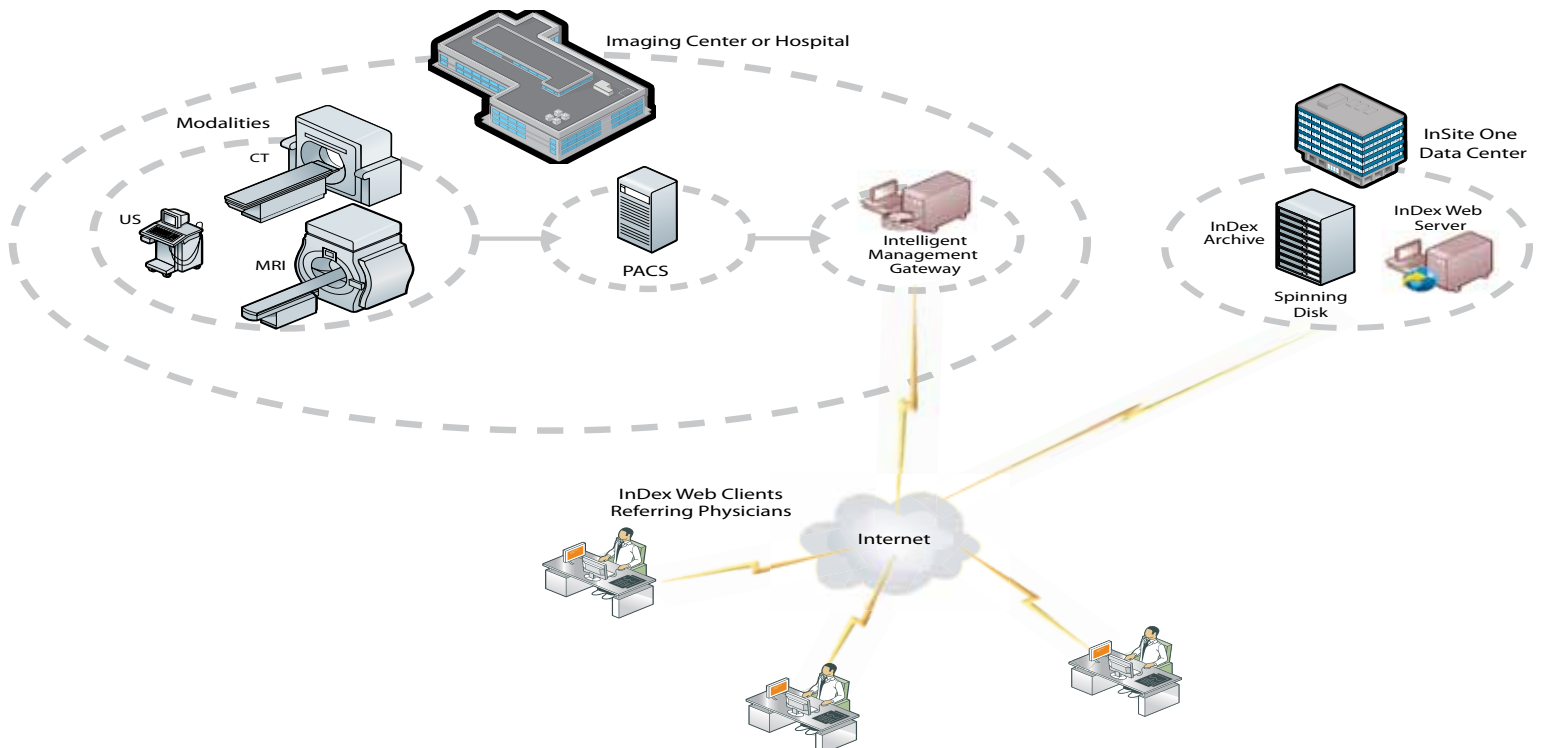 Imaging Center or Hospital
Modalities
CT
US
MRI
PACS
Intelligent
Management
Gateway
InSite One
Data Center
InDex
Archive
InDex Web
Server
Spinning
Disk
InDex Web Clients
Referring Physicians
Internet